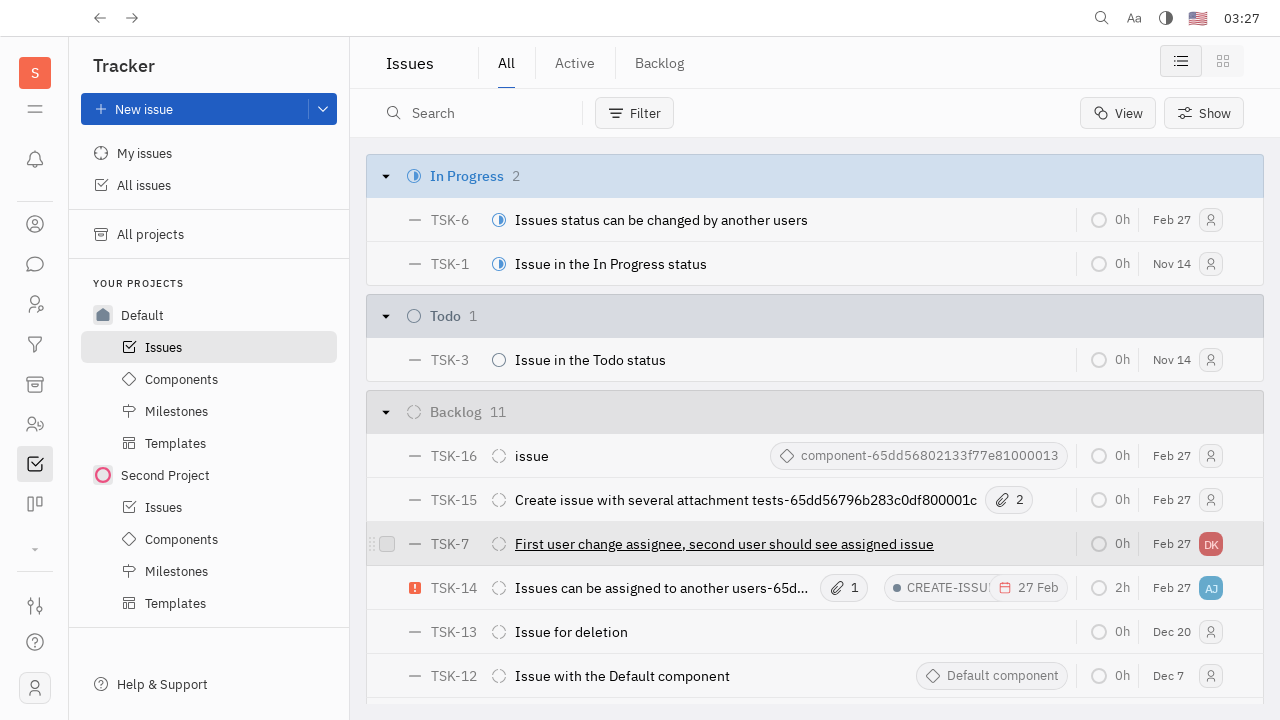 Aa
03:27
S
Tracker
New issue
My issues
All issues
All projects
YOUR PROJECTS
Default
Issues
Components
Milestones
Templates
Second Project
Issues
Components
Milestones
Templates
Help & Support
Issues
All
Active
Backlog
Search
Filter
View
Show
In Progress 2
TSK-6 Issues status can be changed by another users 0h Feb 27
TSK-1 Issue in the In Progress status 0h Nov 14
Todo 1
TSK-3 Issue in the Todo status 0h Nov 14
Backlog 11
TSK-16 issue component-65dd56802133f77e81000013 0h Feb 27
TSK-15 Create issue with several attachment tests-65dd56796b283c0df800001c 2 0h Feb 27
TSK-7 First user change assignee, second user should see assigned issue 0h Feb 27 DK
TSK-14 Issues can be assigned to another users-65d... 1 CREATE-ISSU 27 Feb 2h Feb 27 AJ
TSK-13 Issue for deletion 0h Dec 20
TSK-12 Issue with the Default component Default component 0h Dec 7